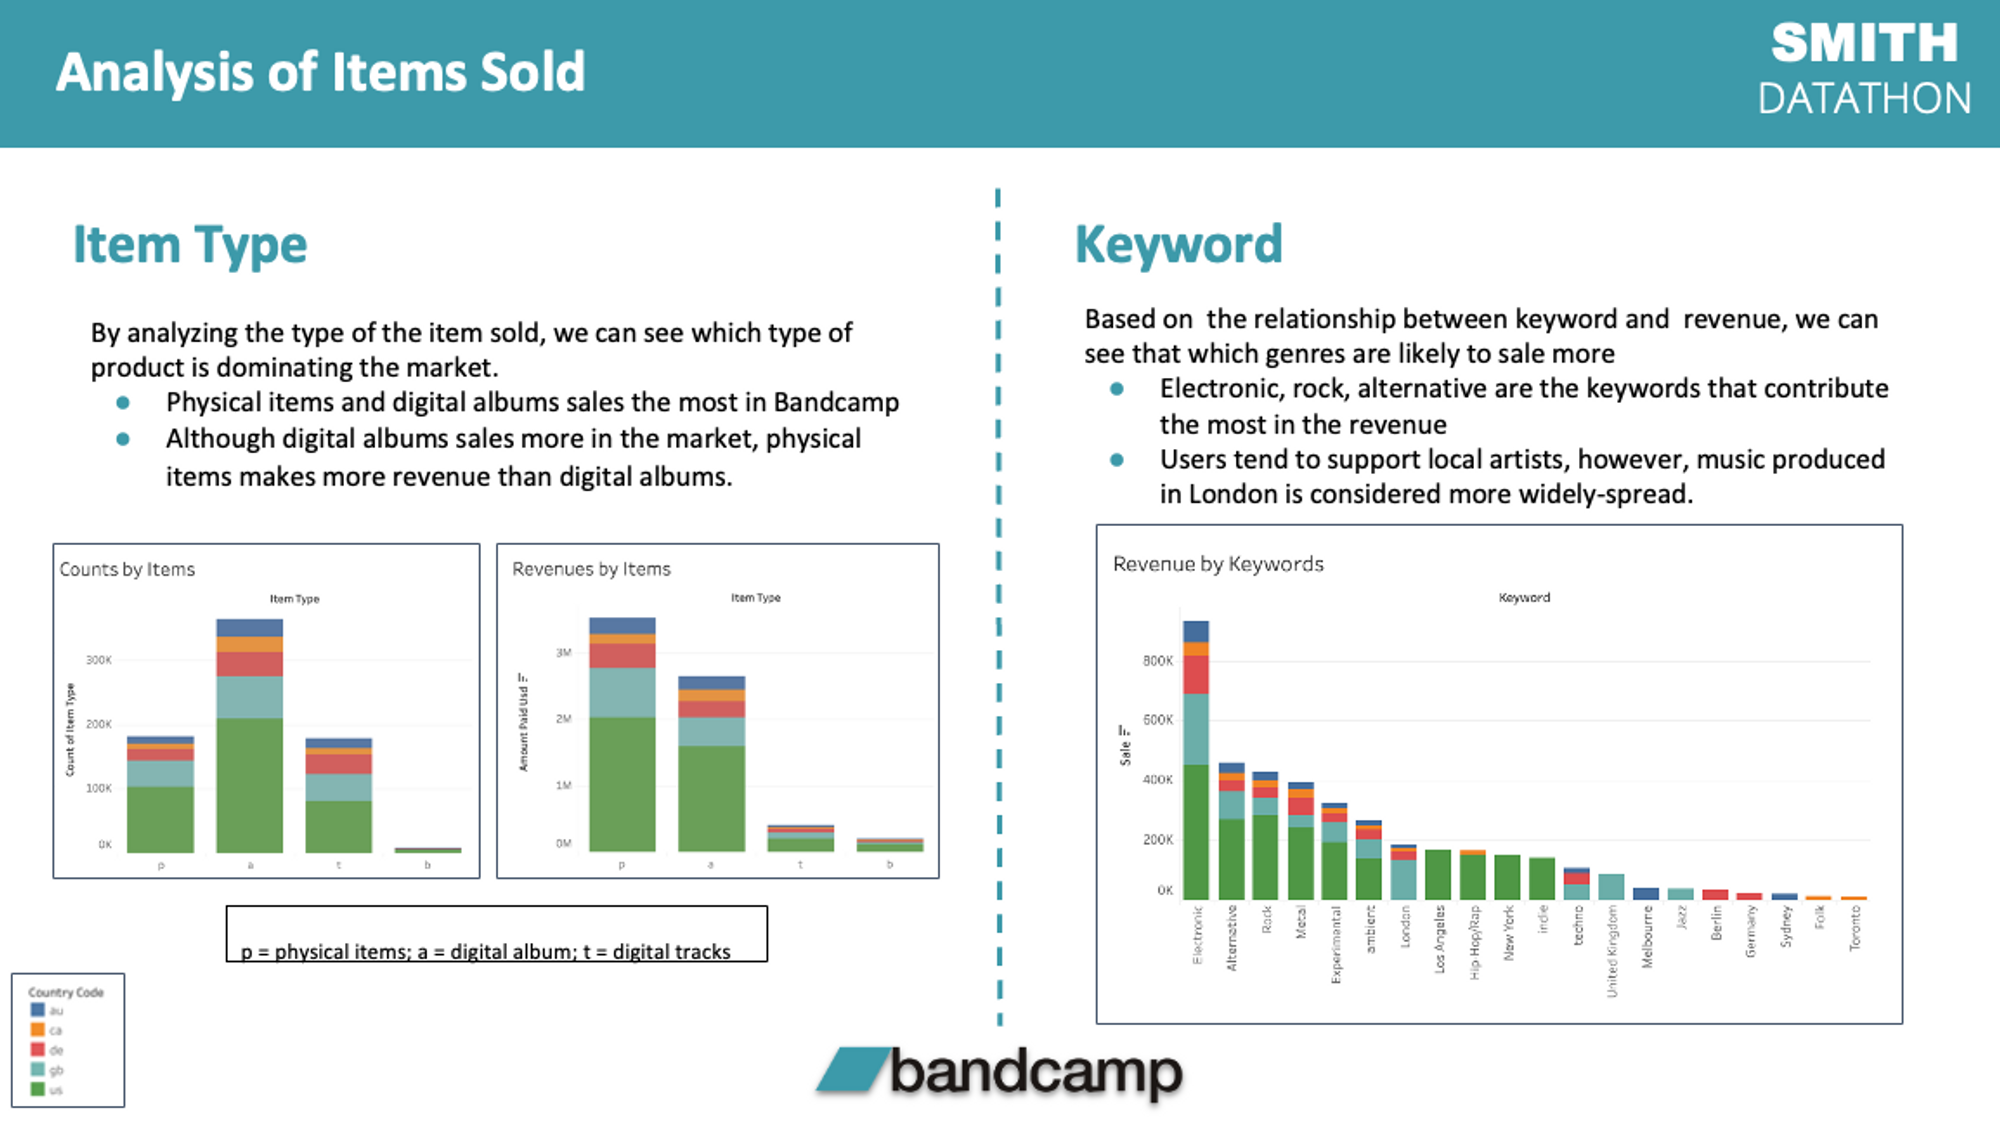 Analysis of Items Sold
SMITH
DATATHON
Item Type
By analyzing the type of the item sold, we can see which type of
product is dominating the market.
● Physical items and digital albums sales the most in Bandcamp
● Although digital albums sales more in the market, physical
items makes more revenue than digital albums.
Counts by Items
Item Type
Count of Item Type
300K
200K
100K
0K
p
a
t
b
Revenues by Items
Item Type
Amount Paid Usd
3M
2M
1M
0M
p
a
t
b
p = physical items; a = digital album; t = digital tracks
Country Code
au
ca
de
gb
us
Keyword
Based on  the relationship between keyword and  revenue, we can
see that which genres are likely to sale more
● Electronic, rock, alternative are the keywords that contribute
the most in the revenue
● Users tend to support local artists, however, music produced
in London is considered more widely-spread.
Revenue by Keywords
Keyword
Sale
800K
600K
400K
200K
0K
Electronic
Alternative
Rock
Metal
Experimental
ambient
London
Los Angeles
Hip Hop/Rap
New York
indie
techno
United Kingdom
Melbourne
Jazz
Berlin
Germany
Sydney
Folk
Toronto
bandcamp